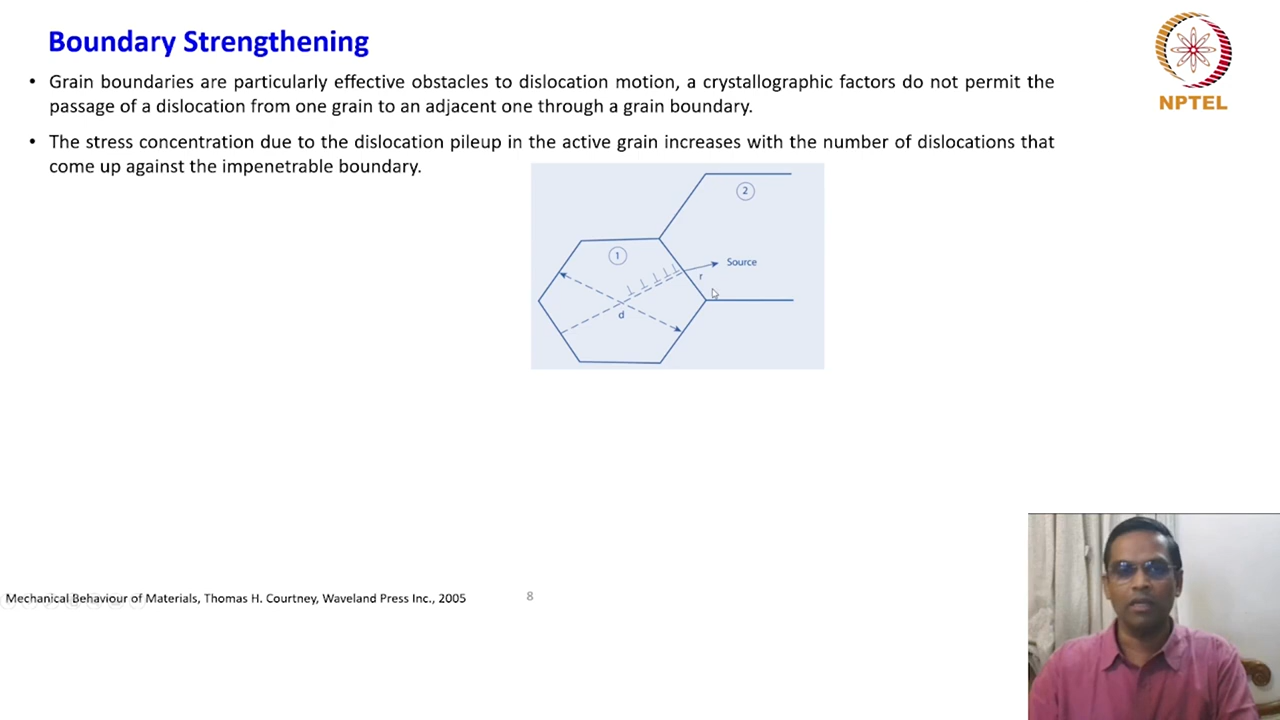 Boundary Strengthening
NPTEL
• Grain boundaries are particularly effective obstacles to dislocation motion, a crystallographic factors do not permit the
passage of a dislocation from one grain to an adjacent one through a grain boundary.
• The stress concentration due to the dislocation pileup in the active grain increases with the number of dislocations that
come up against the impenetrable boundary.
2
1
Source
r
d
Mechanical Behaviour of Materials, Thomas H. Courtney, Waveland Press Inc., 2005
8